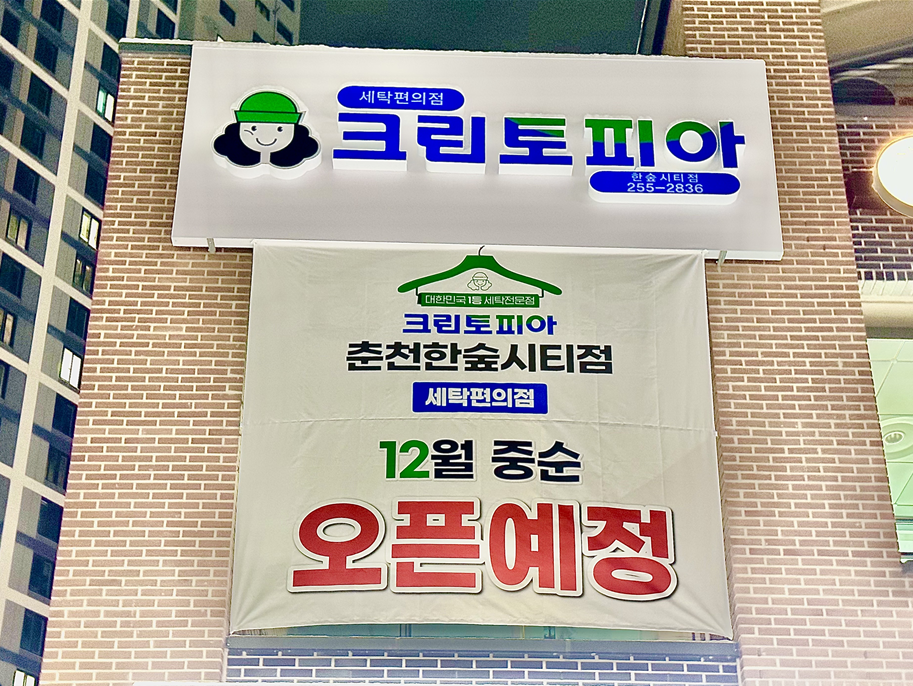 세탁편의점
크린토피아
한숲시티점
255-2836
대한민국 1등 세탁전문점
크린토피아
춘천한숲시티점
세탁편의점
12월 중순
오픈예정